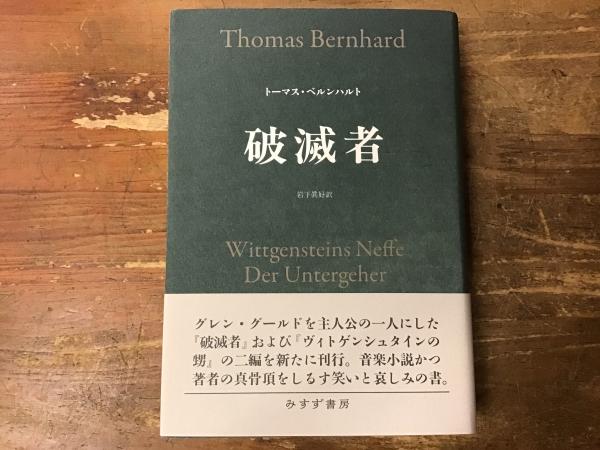 Thomas Bernhard
トーマス・ベルンハルト
破滅者
岩下眞好訳
Wittgensteins Neffe
Der Untergeher
グレン・グールドを主人公の一人にした
『破滅者』および『ヴィトゲンシュタインの
甥』の二編を新たに刊行。音楽小説かつ
著者の真骨頂をしるす笑いと哀しみの書。
みすず書房